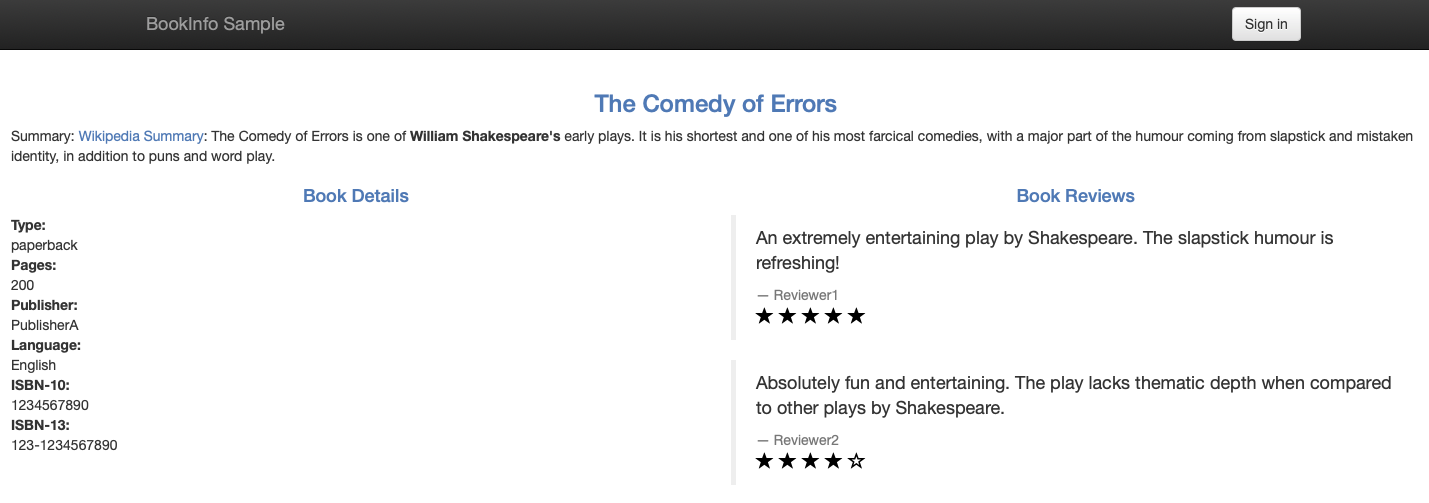 BookInfo Sample
Sign in
The Comedy of Errors
Summary: Wikipedia Summary: The Comedy of Errors is one of William Shakespeare's early plays. It is his shortest and one of his most farcical comedies, with a major part of the humour coming from slapstick and mistaken
identity, in addition to puns and word play.
Book Details
Type:
paperback
Pages:
200
Publisher:
PublisherA
Language:
English
ISBN-10:
1234567890
ISBN-13:
123-1234567890
Book Reviews
An extremely entertaining play by Shakespeare. The slapstick humour is
refreshing!
— Reviewer1
★ ★ ★ ★ ★
Absolutely fun and entertaining. The play lacks thematic depth when compared
to other plays by Shakespeare.
— Reviewer2
★ ★ ★ ★ ☆